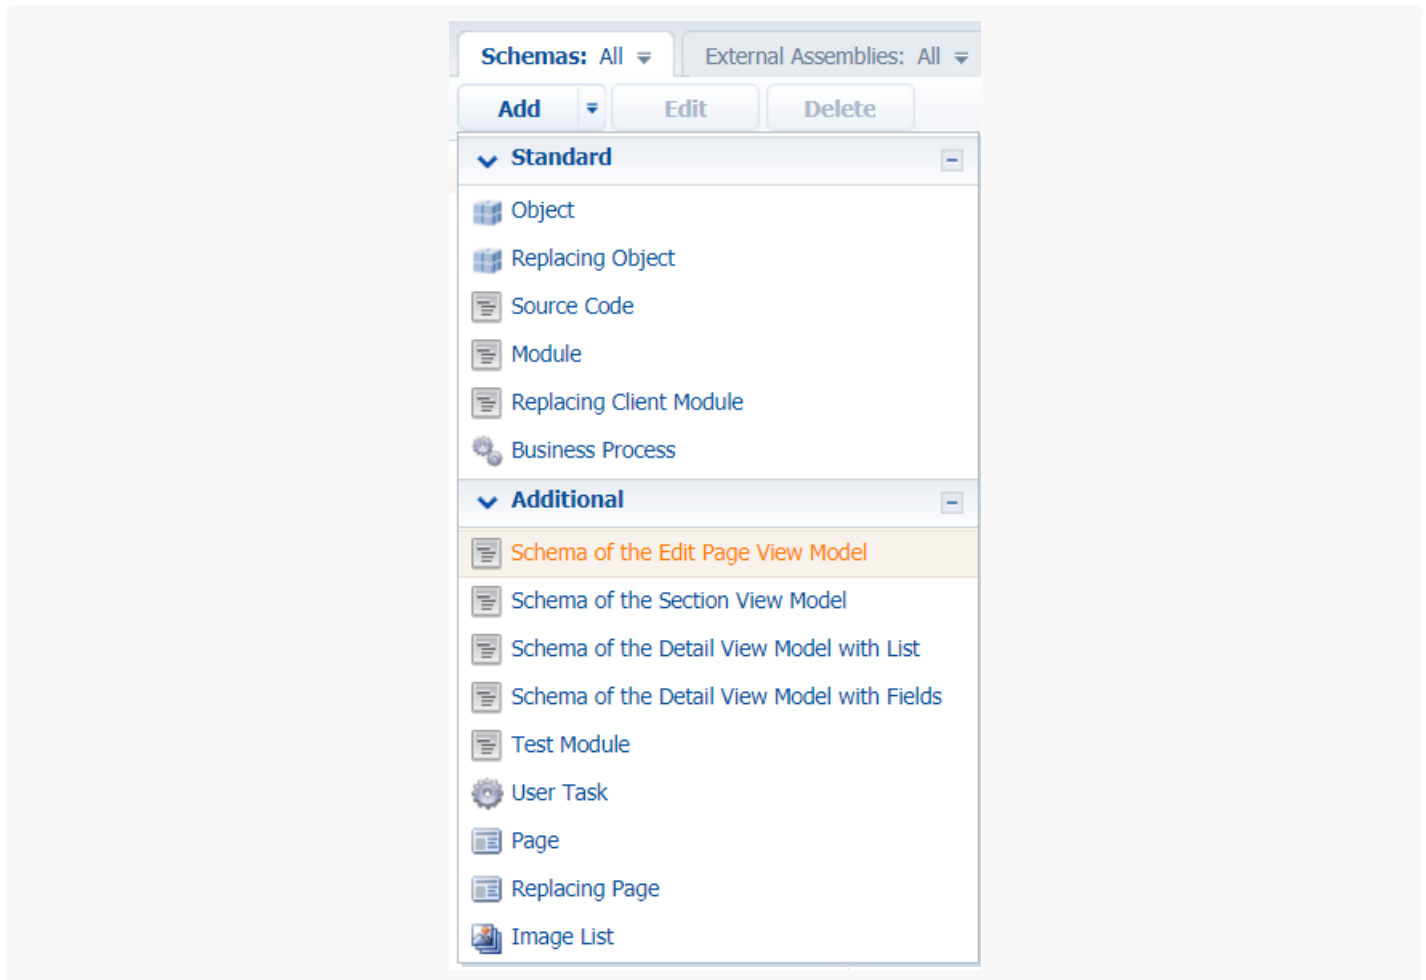 Schemas: All External Assemblies: All
Add Edit Delete
Standard
Object
Replacing Object
Source Code
Module
Replacing Client Module
Business Process
Additional
Schema of the Edit Page View Model
Schema of the Section View Model
Schema of the Detail View Model with List
Schema of the Detail View Model with Fields
Test Module
User Task
Page
Replacing Page
Image List